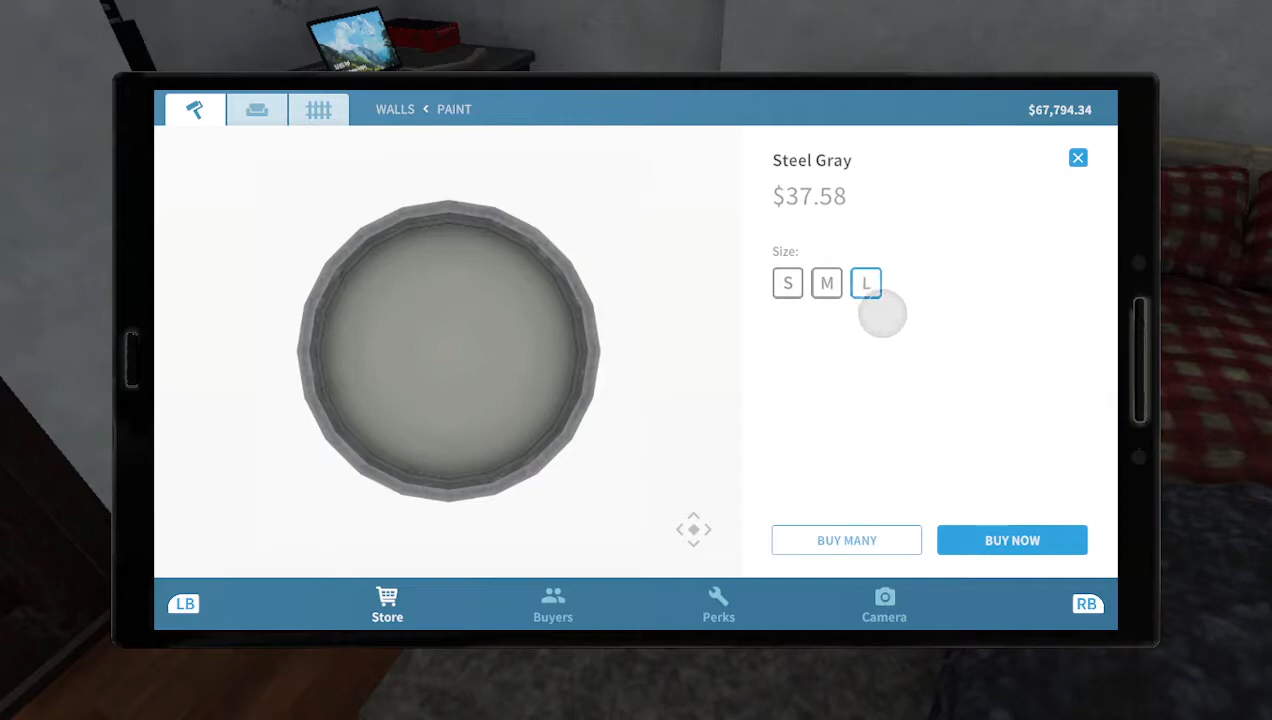 WALLS < PAINT
$67,794.34
Steel Gray
$37.58
Size:
S M L
BUY MANY BUY NOW
LB Store Buyers Perks Camera RB